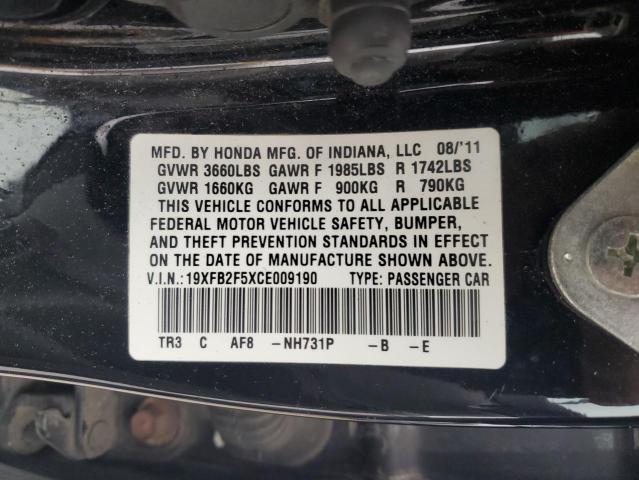 MFD. BY HONDA MFG. OF INDIANA, LLC 08/'11
GVWR 3660LBS GAWR F 1985LBS R 1742LBS
GVWR 1660KG GAWR F 900KG R 790KG
THIS VEHICLE CONFORMS TO ALL APPLICABLE
FEDERAL MOTOR VEHICLE SAFETY, BUMPER,
AND THEFT PREVENTION STANDARDS IN EFFECT
ON THE DATE OF MANUFACTURE SHOWN ABOVE.
V.I.N.:19XFB2F5XCE009190 TYPE: PASSENGER CAR
TR3 C AF8 -NH731P -B -E